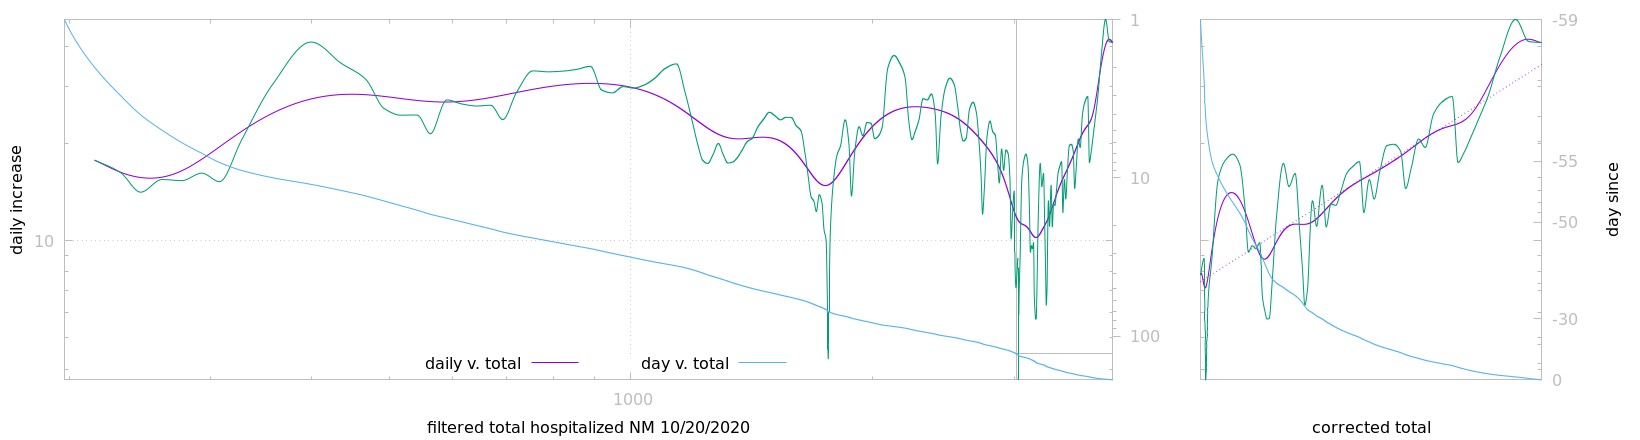 daily increase
10
daily v. total
day v. total
1
10
100
1000
filtered total hospitalized NM 10/20/2020
-59
-55
-50
-30
0
day since
corrected total